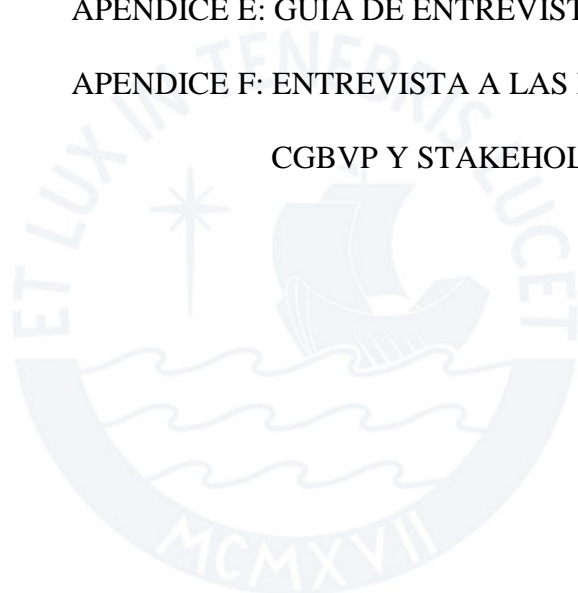 APENDICE E: GUIA DE ENTREVIST
APENDICE F: ENTREVISTA A LAS
CGBVP Y STAKEHOL
ET LUX IN TENEBRIS LUCET
MCMXVII